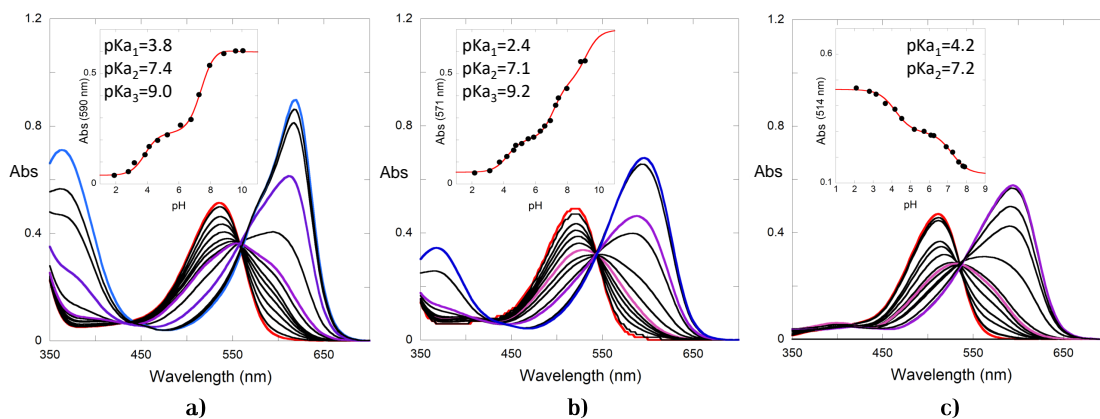 1.2
0.8
Abs
0.4
0
350
450
550
650
Wavelength (nm)
pKa1=3.8
pKa2=7.4
pKa3=9.0
Abs (590 nm)
0.5
0
2
4
6
8
10
pH
a)
1.2
0.8
Abs
0.4
0
350
450
550
650
Wavelength (nm)
pKa1=2.4
pKa2=7.1
pKa3=9.2
Abs (571 nm)
0.5
0
2
4
6
8
10
pH
b)
1.2
0.8
Abs
0.4
0
350
450
550
650
Wavelength (nm)
pKa1=4.2
pKa2=7.2
Abs (514 nm)
0.6
0.1
1
2
3
4
5
6
7
8
9
pH
c)